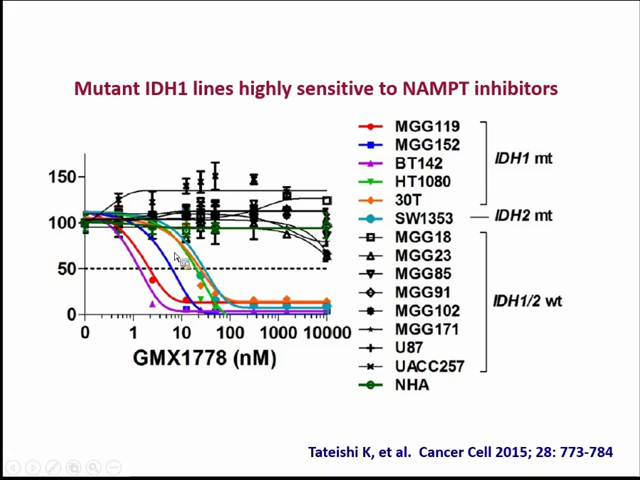 Mutant IDH1 lines highly sensitive to NAMPT inhibitors
150
100
50
0
0
1
10
100
1000
10000
GMX1778 (nM)
MGG119
MGG152
BT142
HT1080
30T
SW1353
MGG18
MGG23
MGG85
MGG91
MGG102
MGG171
U87
UACC257
NHA
IDH1 mt
IDH2 mt
IDH1/2 wt
Tateishi K, et al. Cancer Cell 2015; 28: 773-784